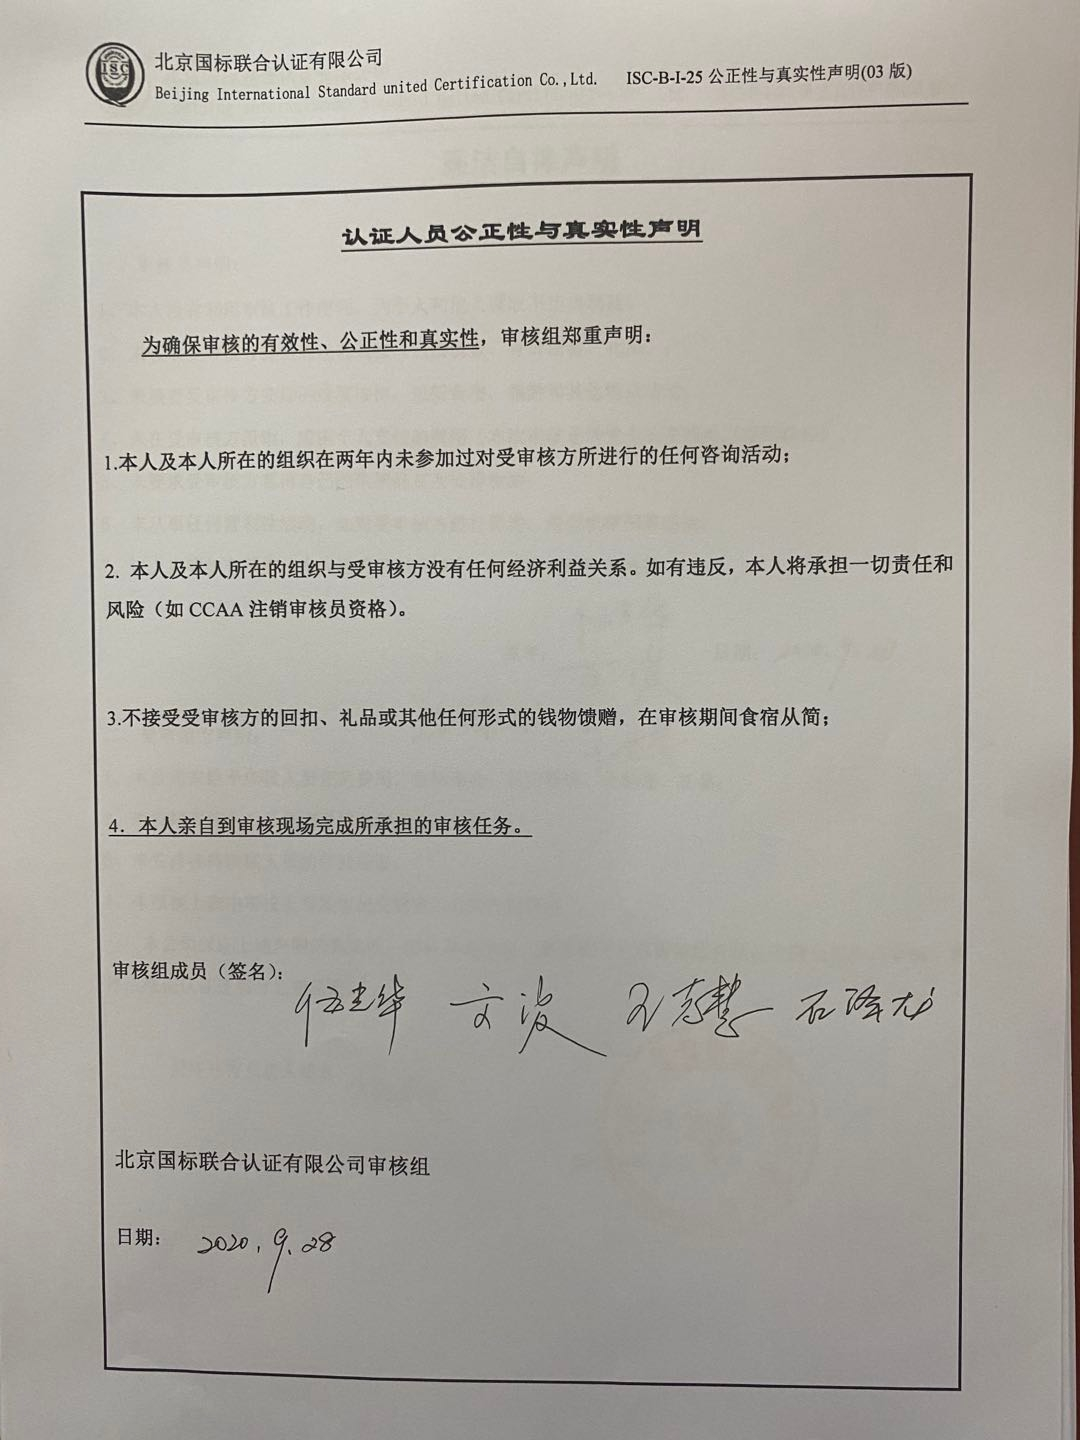 ISC
北京国标联合认证有限公司
Beijing International Standard united Certification Co.,Ltd. ISC-B-I-25 公正性与真实性声明(03 版)
认证人员公正性与真实性声明
为确保审核的有效性、公正性和真实性，审核组郑重声明：
1.本人及本人所在的组织在两年内未参加过对受审核方所进行的任何咨询活动；
2. 本人及本人所在的组织与受审核方没有任何经济利益关系。如有违反，本人将承担一切责任和
风险（如 CCAA 注销审核员资格）。
3.不接受受审核方的回扣、礼品或其他任何形式的钱物馈赠，在审核期间食宿从简；
4. 本人亲自到审核现场完成所承担的审核任务。
审核组成员（签名）：
伍光华 文波 石泽龙
北京国标联合认证有限公司审核组
日期： 2020.9.28